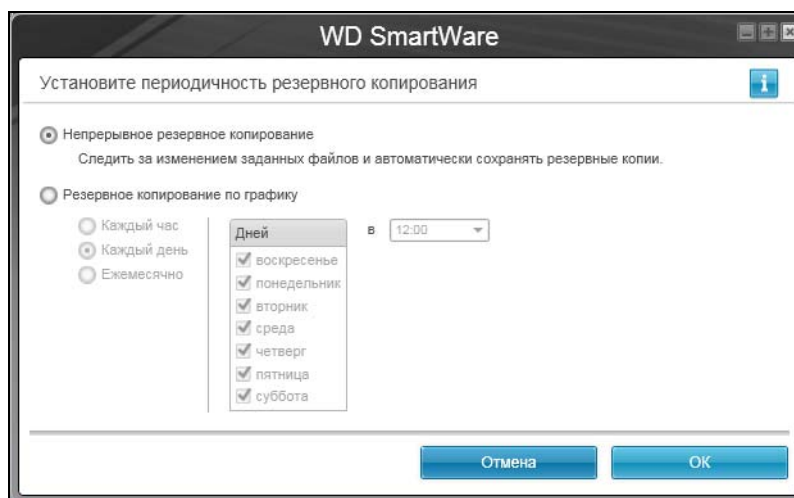 WD SmartWare
Установите периодичность резервного копирования
i
Непрерывное резервное копирование
Следить за изменением заданных файлов и автоматически сохранять резервные копии.
Резервное копирование по графику
Каждый час
Каждый день
Ежемесячно
Дней
воскресенье
понедельник
вторник
среда
четверг
пятница
суббота
в 12:00
Отмена
ОК